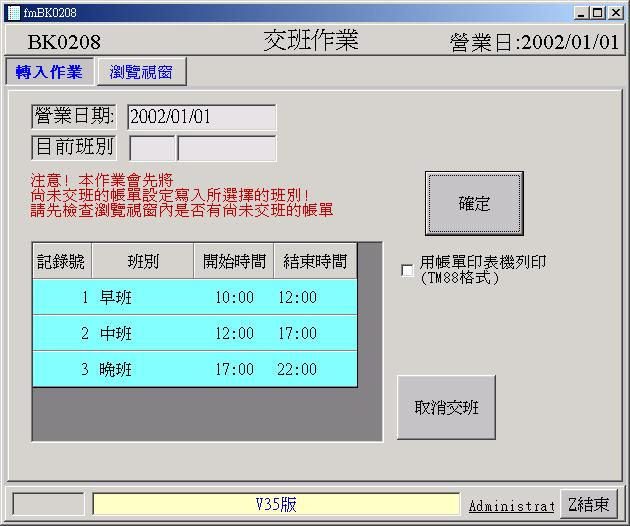 fmBK0208
BK0208 交班作業 營業日:2002/01/01
轉入作業 瀏覽視窗
營業日期: 2002/01/01
目前班別
注意! 本作業會先將
尚未交班的帳單設定寫入所選擇的班別!
請先檢查瀏覽視窗內是否有尚未交班的帳單
確定
用帳單印表機列印
(TM88格式)
記錄號 班別 開始時間 結束時間
1 早班 10:00 12:00
2 中班 12:00 17:00
3 晚班 17:00 22:00
取消交班
V35版 Administrat Z結束